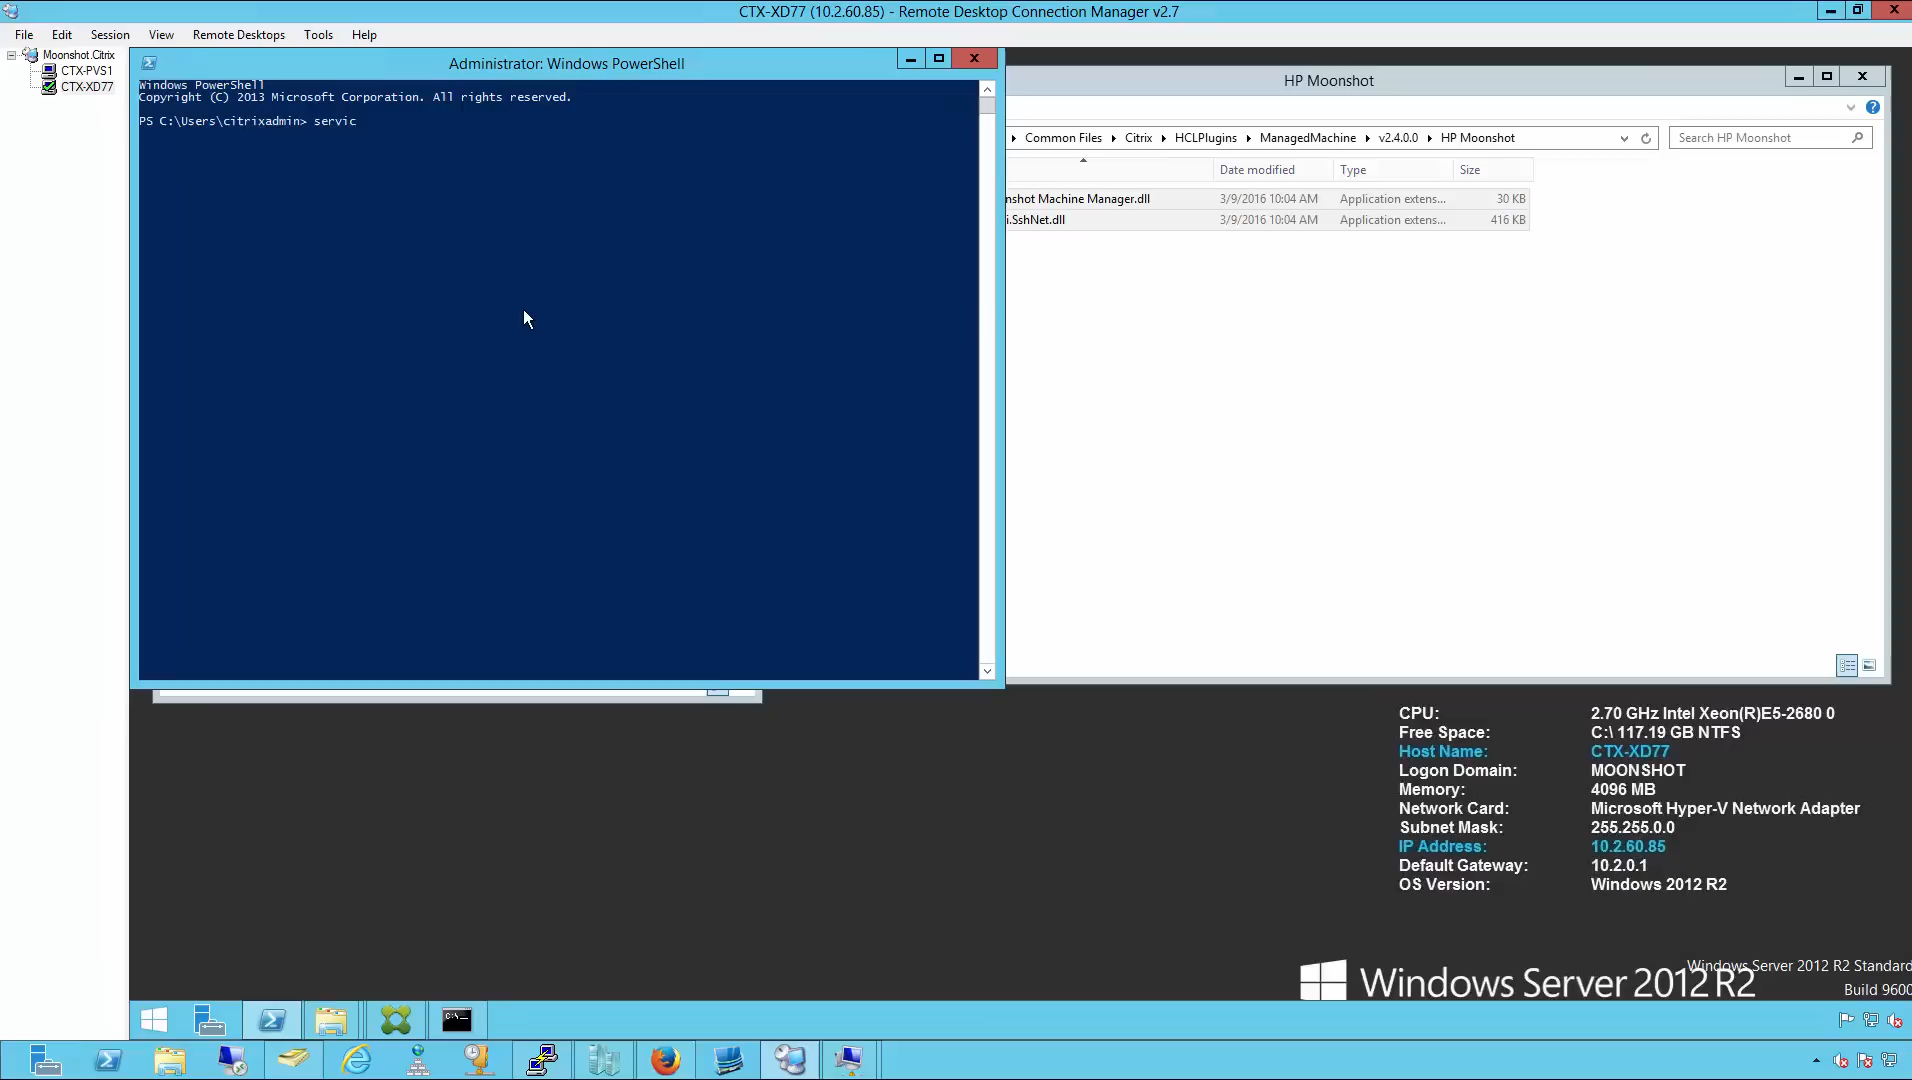 CTX-XD77 (10.2.60.85) - Remote Desktop Connection Manager v2.7
File Edit Session View Remote Desktops Tools Help
Moonshot.Citrix
CTX-PVS1
CTX-XD77
Administrator: Windows PowerShell
Windows PowerShell
Copyright (C) 2013 Microsoft Corporation. All rights reserved.
PS C:\Users\citrixadmin> servic
HP Moonshot
Common Files Citrix HCLPlugins ManagedMachine v2.4.0.0 HP Moonshot
Search HP Moonshot
Date modified Type Size
nshot Machine Manager.dll 3/9/2016 10:04 AM Application extens... 30 KB
i.SshNet.dll 3/9/2016 10:04 AM Application extens... 416 KB
CPU: 2.70 GHz Intel Xeon(R)E5-2680 0
Free Space: C:\ 117.19 GB NTFS
Host Name: CTX-XD77
Logon Domain: MOONSHOT
Memory: 4096 MB
Network Card: Microsoft Hyper-V Network Adapter
Subnet Mask: 255.255.0.0
IP Address: 10.2.60.85
Default Gateway: 10.2.0.1
OS Version: Windows 2012 R2
Windows Server 2012 R2 Standard
Windows Server 2012 R2
Build 9600
C:\_